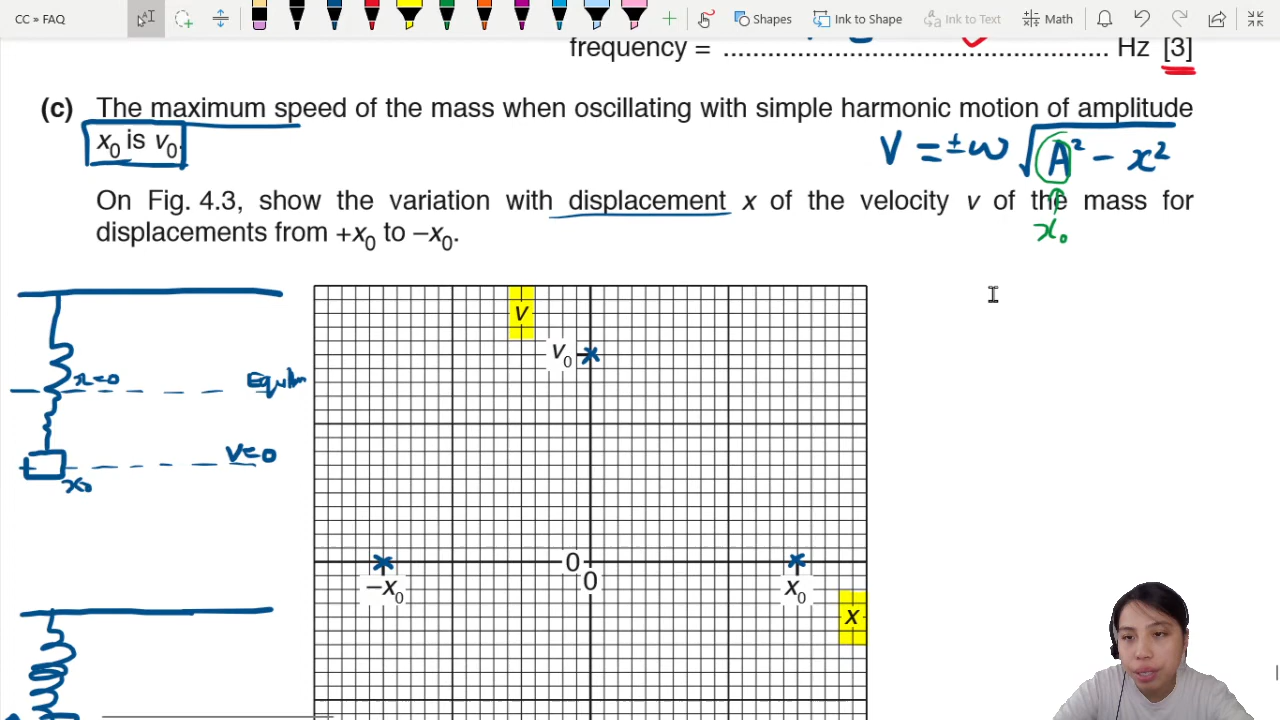 CC » FAQ
Shapes Ink to Shape Ink to Text Math
frequency = .................................................. Hz [3]
(c) The maximum speed of the mass when oscillating with simple harmonic motion of amplitude
x₀ is v₀.
V = ±ω √A² − x²
x₀
On Fig. 4.3, show the variation with displacement x of the velocity v of the mass for
displacements from +x₀ to −x₀.
v
v₀
x=0
V=0
x₀
0
0
−x₀
x₀
x